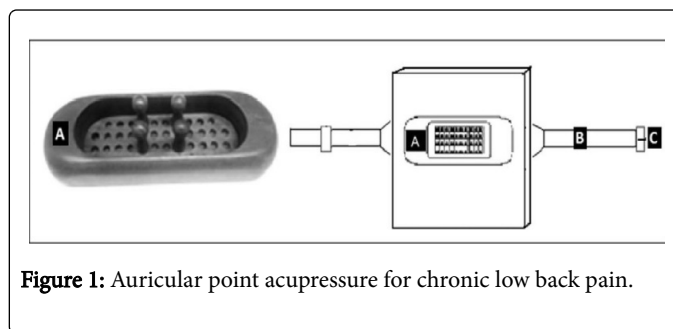 A
A
B
C
Figure 1: Auricular point acupressure for chronic low back pain.